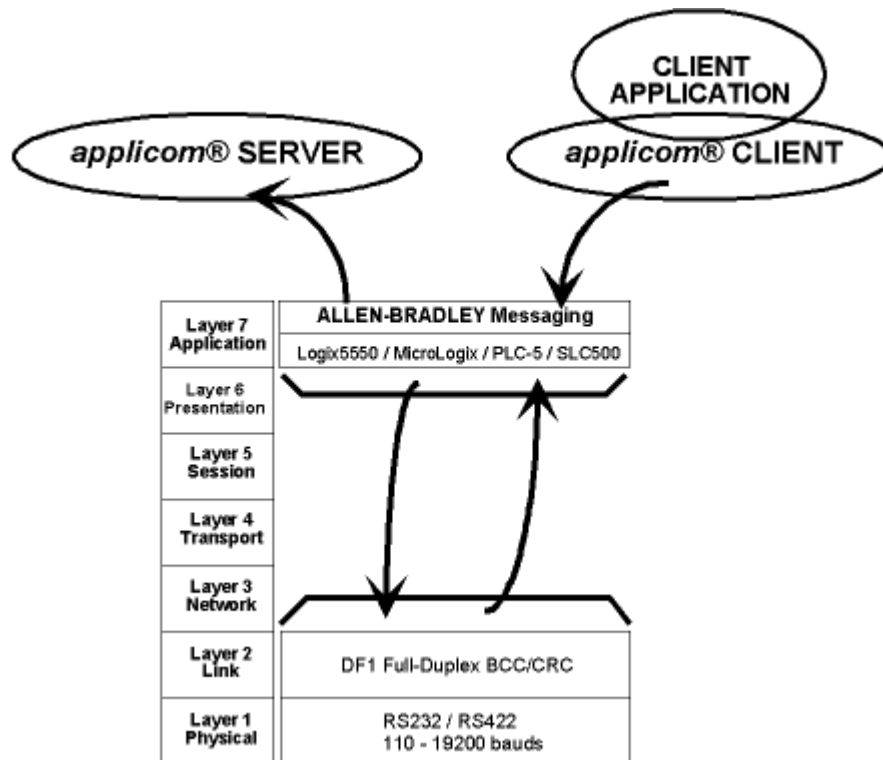 CLIENT
APPLICATION
applicom® SERVER
applicom® CLIENT
Layer 7
Application
ALLEN-BRADLEY Messaging
Logix5550 / MicroLogix / PLC-5 / SLC500
Layer 6
Presentation
Layer 5
Session
Layer 4
Transport
Layer 3
Network
Layer 2
Link
DF1 Full-Duplex BCC/CRC
Layer 1
Physical
RS232 / RS422
110 - 19200 bauds